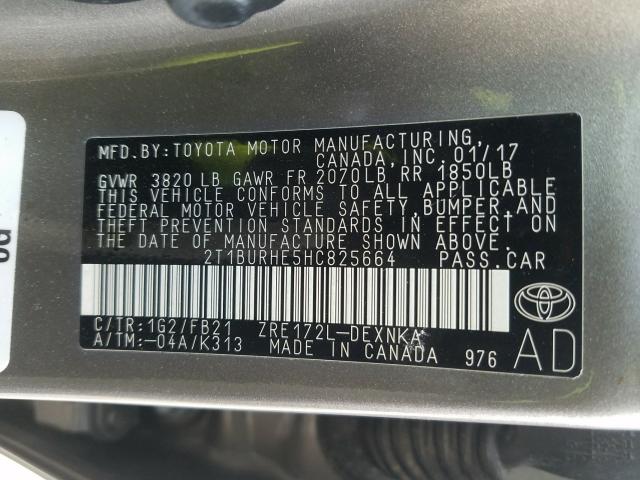 MFD. BY: TOYOTA MOTOR MANUFACTURING,
CANADA, INC. 01/17
GVWR 3820 LB GAWR FR 2070LB RR 1850LB
THIS VEHICLE CONFORMS TO ALL APPLICABLE
FEDERAL MOTOR VEHICLE SAFETY, BUMPER, AND
THEFT PREVENTION STANDARDS IN EFFECT ON
THE DATE OF MANUFACTURE SHOWN ABOVE.
2T1BURHE5HC825664 PASS. CAR
C/TR: 1G2/FB21 ZRE172L-DEXNKA
A/TM: -04A/K313 MADE IN CANADA 976
AD